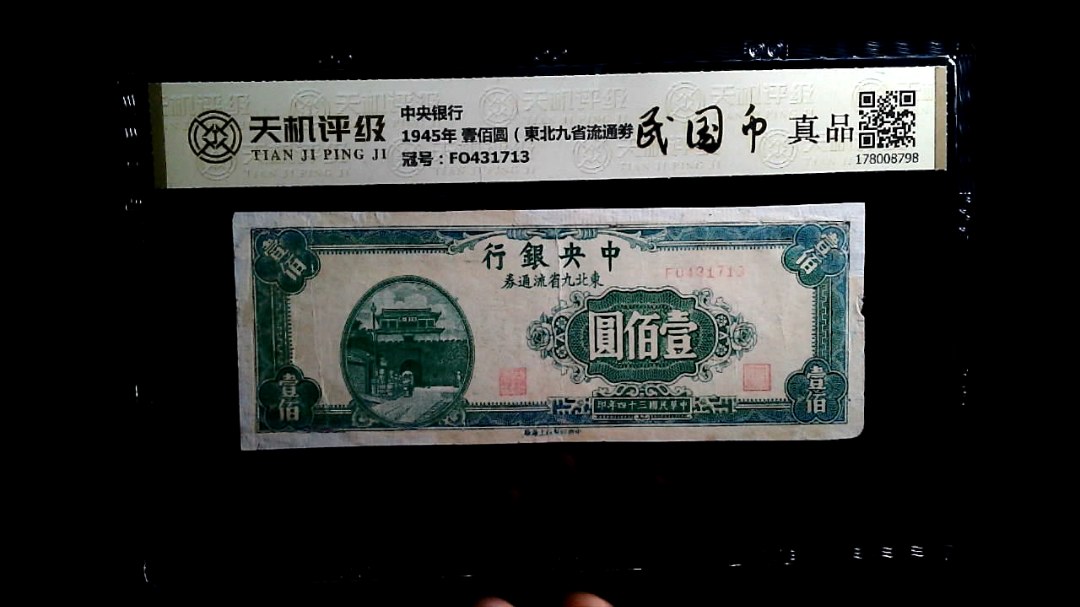 天机评级
TIAN JI PING JI
中央银行
1945年 壹佰圆（東北九省流通劵
冠号：FO431713
民国币
真品
178008798
壹佰
壹佰
行銀央中
券通流省九北東
FO431713
圓佰壹
壹佰
壹佰
印年四十三國民華中